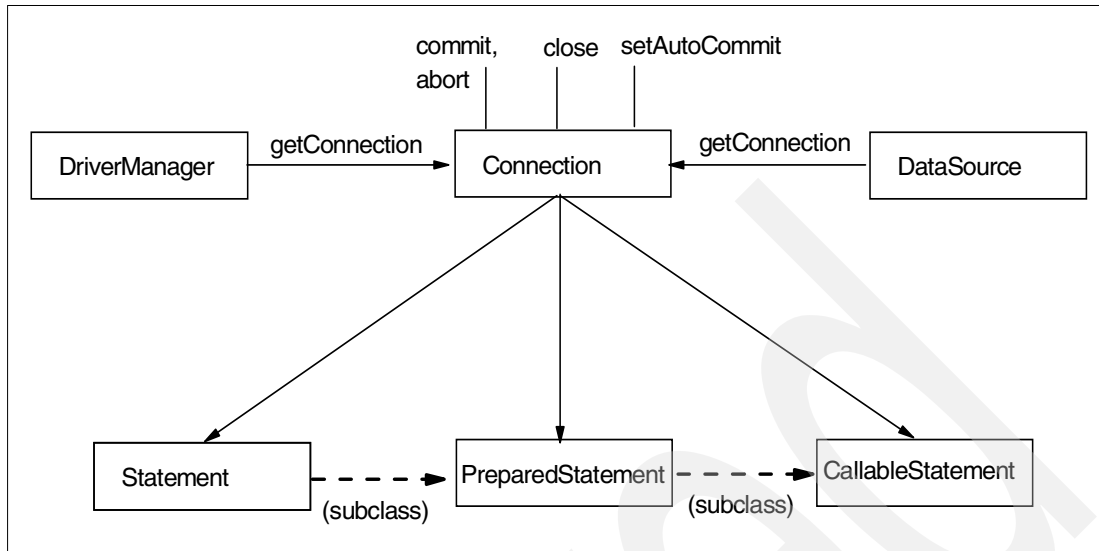 commit,
abort
close
setAutoCommit
DriverManager
getConnection
Connection
getConnection
DataSource
Statement
(subclass)
PreparedStatement
(subclass)
CallableStatement